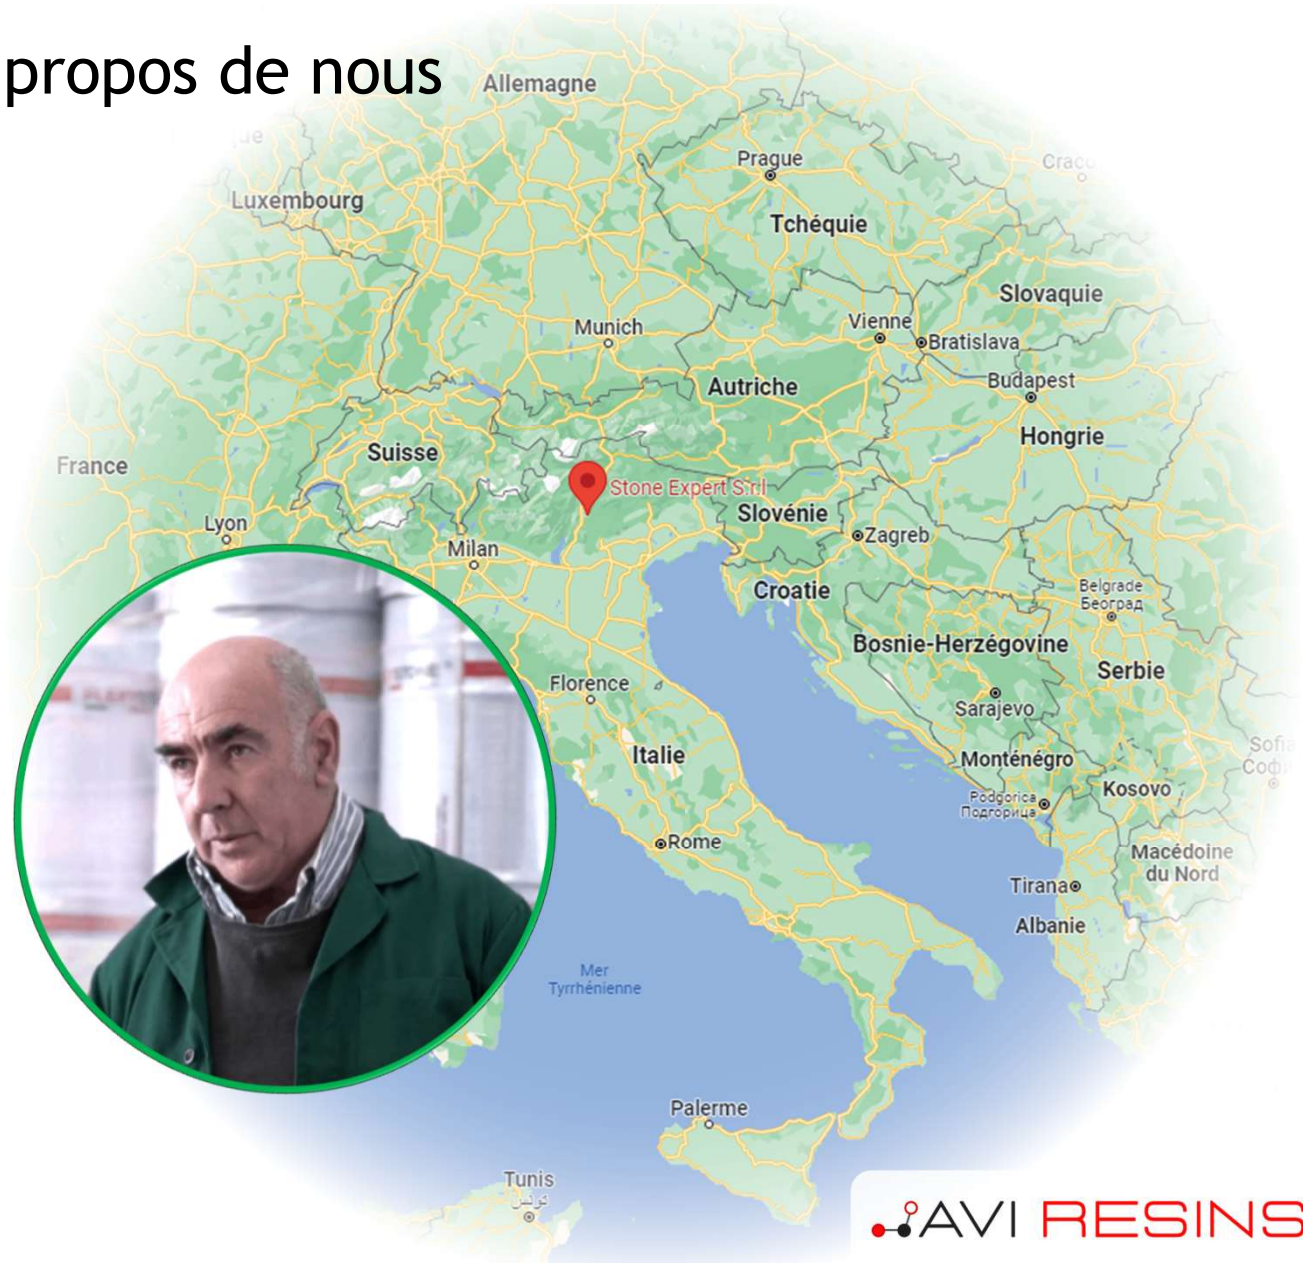 propos de nous
Allemagne
Prague
Luxembourg
Tchéquie
Slovaquie
Munich
Vienne
Bratislava
Autriche
Budapest
Hongrie
Suisse
France
Stone Expert S.r.l
Slovénie
Lyon
Zagreb
Milan
Croatie
Belgrade
Београд
Bosnie-Herzégovine
Serbie
Florence
Sarajevo
Italie
Monténégro
Kosovo
Podgorica
Подгорица
Rome
Macédoine
du Nord
Tirana
Albanie
Mer
Tyrrhénienne
Palerme
Tunis
تونس
AVI RESINS